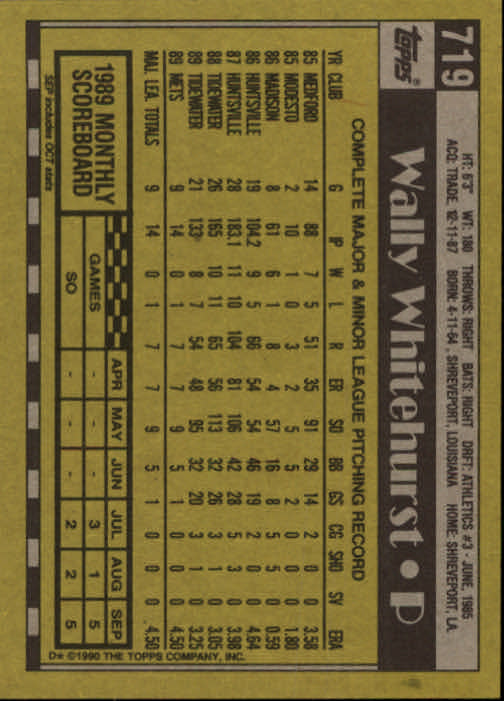 719
HT: 6'3" WT: 180 THROWS: RIGHT BATS: RIGHT DRFT: ATHLETICS #3 - JUNE, 1985
ACQ: TRADE, 12-11-87 BORN: 4-11-64, SHREVEPORT, LOUISIANA HOME: SHREVEPORT, LA
topps® Wally Whitehurst • P
COMPLETE MAJOR & MINOR LEAGUE PITCHING RECORD
YR CLUB G IP W L R ER SO BB GS CG SHO SV ERA
85 MEDFORD 14 88 7 5 51 35 91 29 14 2 0 0 3.58
85 MODESTO 2 10 1 0 3 2 5 5 2 0 0 0 1.80
86 MADISON 8 61 6 1 8 4 57 16 8 5 5 0 0.59
86 HUNTSVILLE 19 104.2 9 5 66 54 54 46 19 2 0 0 4.64
87 HUNTSVILLE 28 183.1 11 10 104 81 106 42 28 5 3 0 3.98
88 TIDEWATER 26 165 10 11 65 56 113 32 26 3 1 0 3.05
89 TIDEWATER 21 133 8 7 54 48 95 32 20 3 1 0 3.25
89 METS 9 14 0 1 7 7 9 5 1 0 0 0 4.50
MAJ. LEA. TOTALS 9 14 0 1 7 7 9 5 1 0 0 0 4.50
1989 MONTHLY
SCOREBOARD
APR MAY JUN JUL AUG SEP
GAMES - - - 3 1 5
SO - - - 2 2 5
SEP includes OCT stats
D* ©1990 THE TOPPS COMPANY, INC.